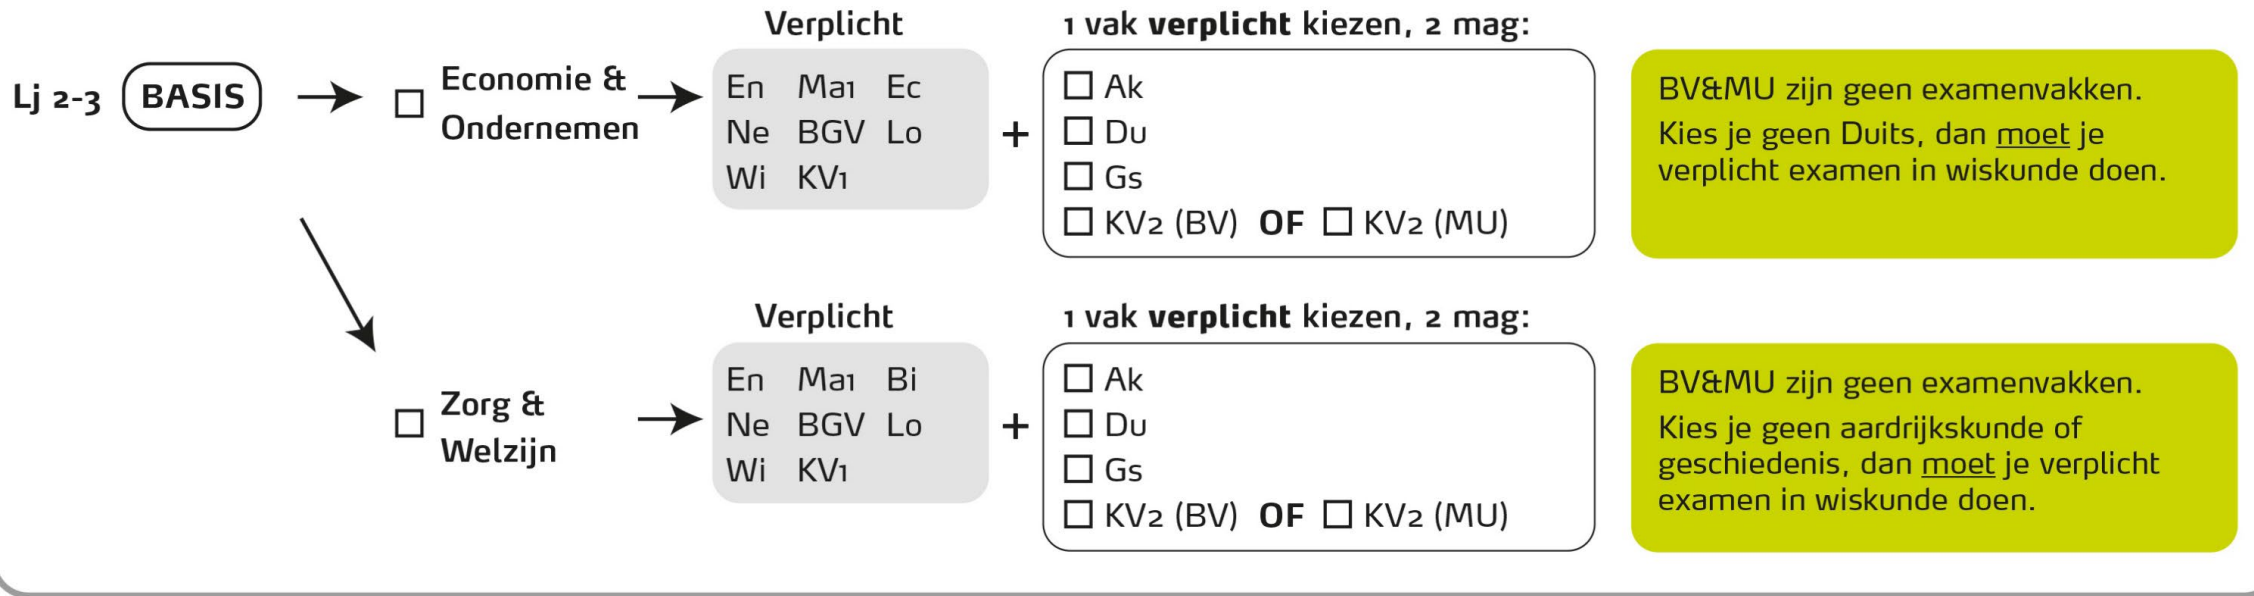 Lj 2-3 BASIS
Economie &
Ondernemen
Verplicht
En Ma1 Ec
Ne BGV Lo
Wi KV1
+
1 vak verplicht kiezen, 2 mag:
Ak
Du
Gs
KV2 (BV) OF KV2 (MU)
BV&MU zijn geen examenvakken.
Kies je geen Duits, dan moet je
verplicht examen in wiskunde doen.
Zorg &
Welzijn
Verplicht
En Ma1 Bi
Ne BGV Lo
Wi KV1
+
1 vak verplicht kiezen, 2 mag:
Ak
Du
Gs
KV2 (BV) OF KV2 (MU)
BV&MU zijn geen examenvakken.
Kies je geen aardrijkskunde of
geschiedenis, dan moet je verplicht
examen in wiskunde doen.